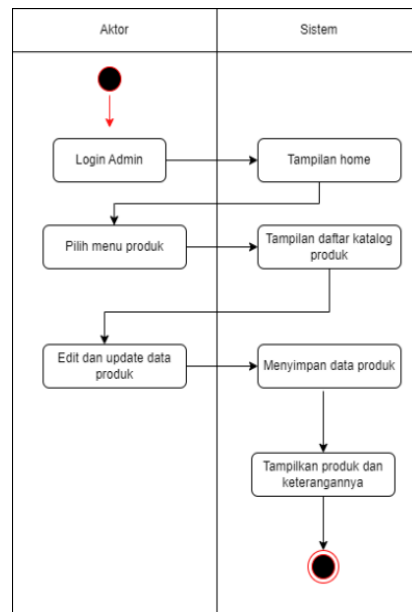 Aktor
Sistem
Login Admin
Tampilan home
Pilih menu produk
Tampilan daftar katalog
produk
Edit dan update data
produk
Menyimpan data produk
Tampilkan produk dan
keterangannya